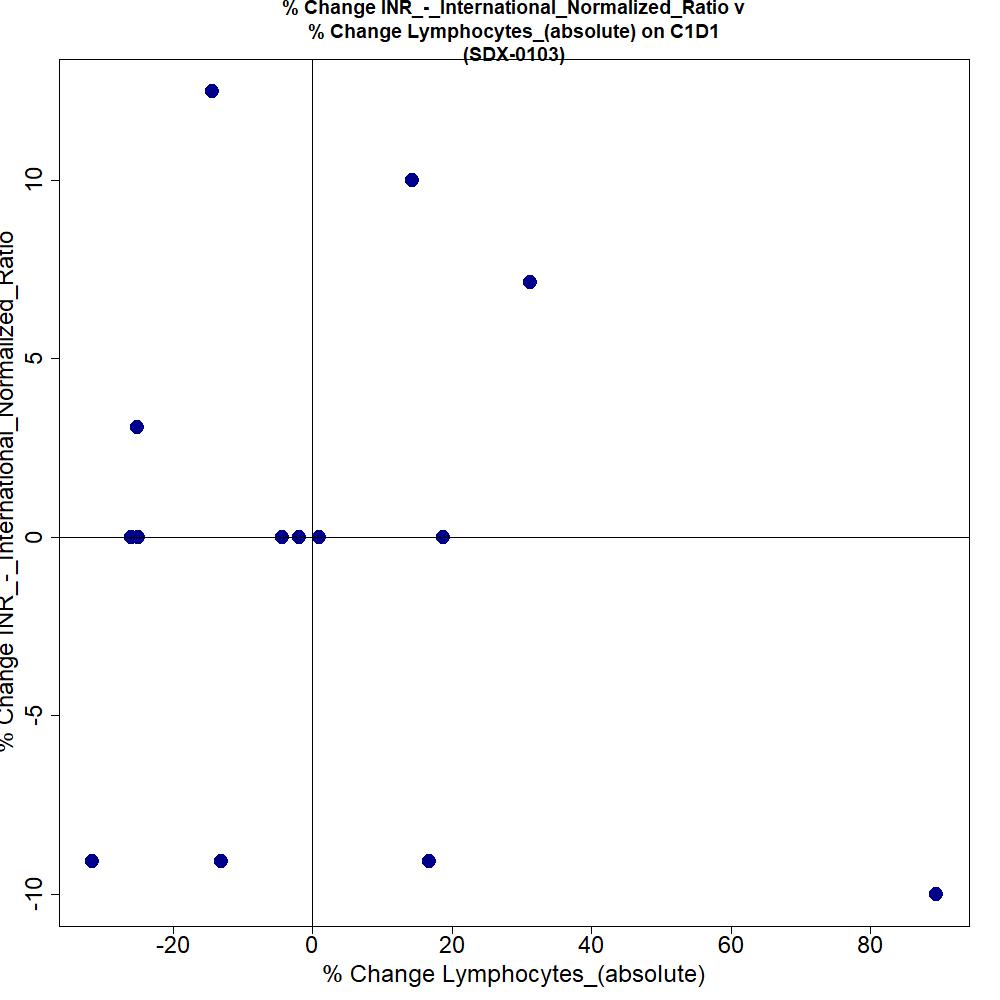 % Change INR_-_International_Normalized_Ratio v
% Change Lymphocytes_(absolute) on C1D1
(SDX-0103)
% Change INR_-_International_Normalized_Ratio
10
5
0
-5
-10
-20
0
20
40
60
80
% Change Lymphocytes_(absolute)